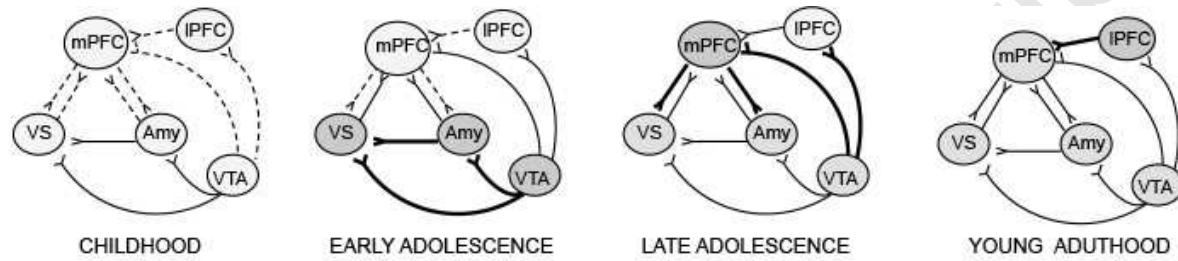 mPFC
lPFC
VS
Amy
VTA
CHILDHOOD
mPFC
lPFC
VS
Amy
VTA
EARLY ADOLESCENCE
mPFC
lPFC
VS
Amy
VTA
LATE ADOLESCENCE
mPFC
lPFC
VS
Amy
VTA
YOUNG ADUTHOOD